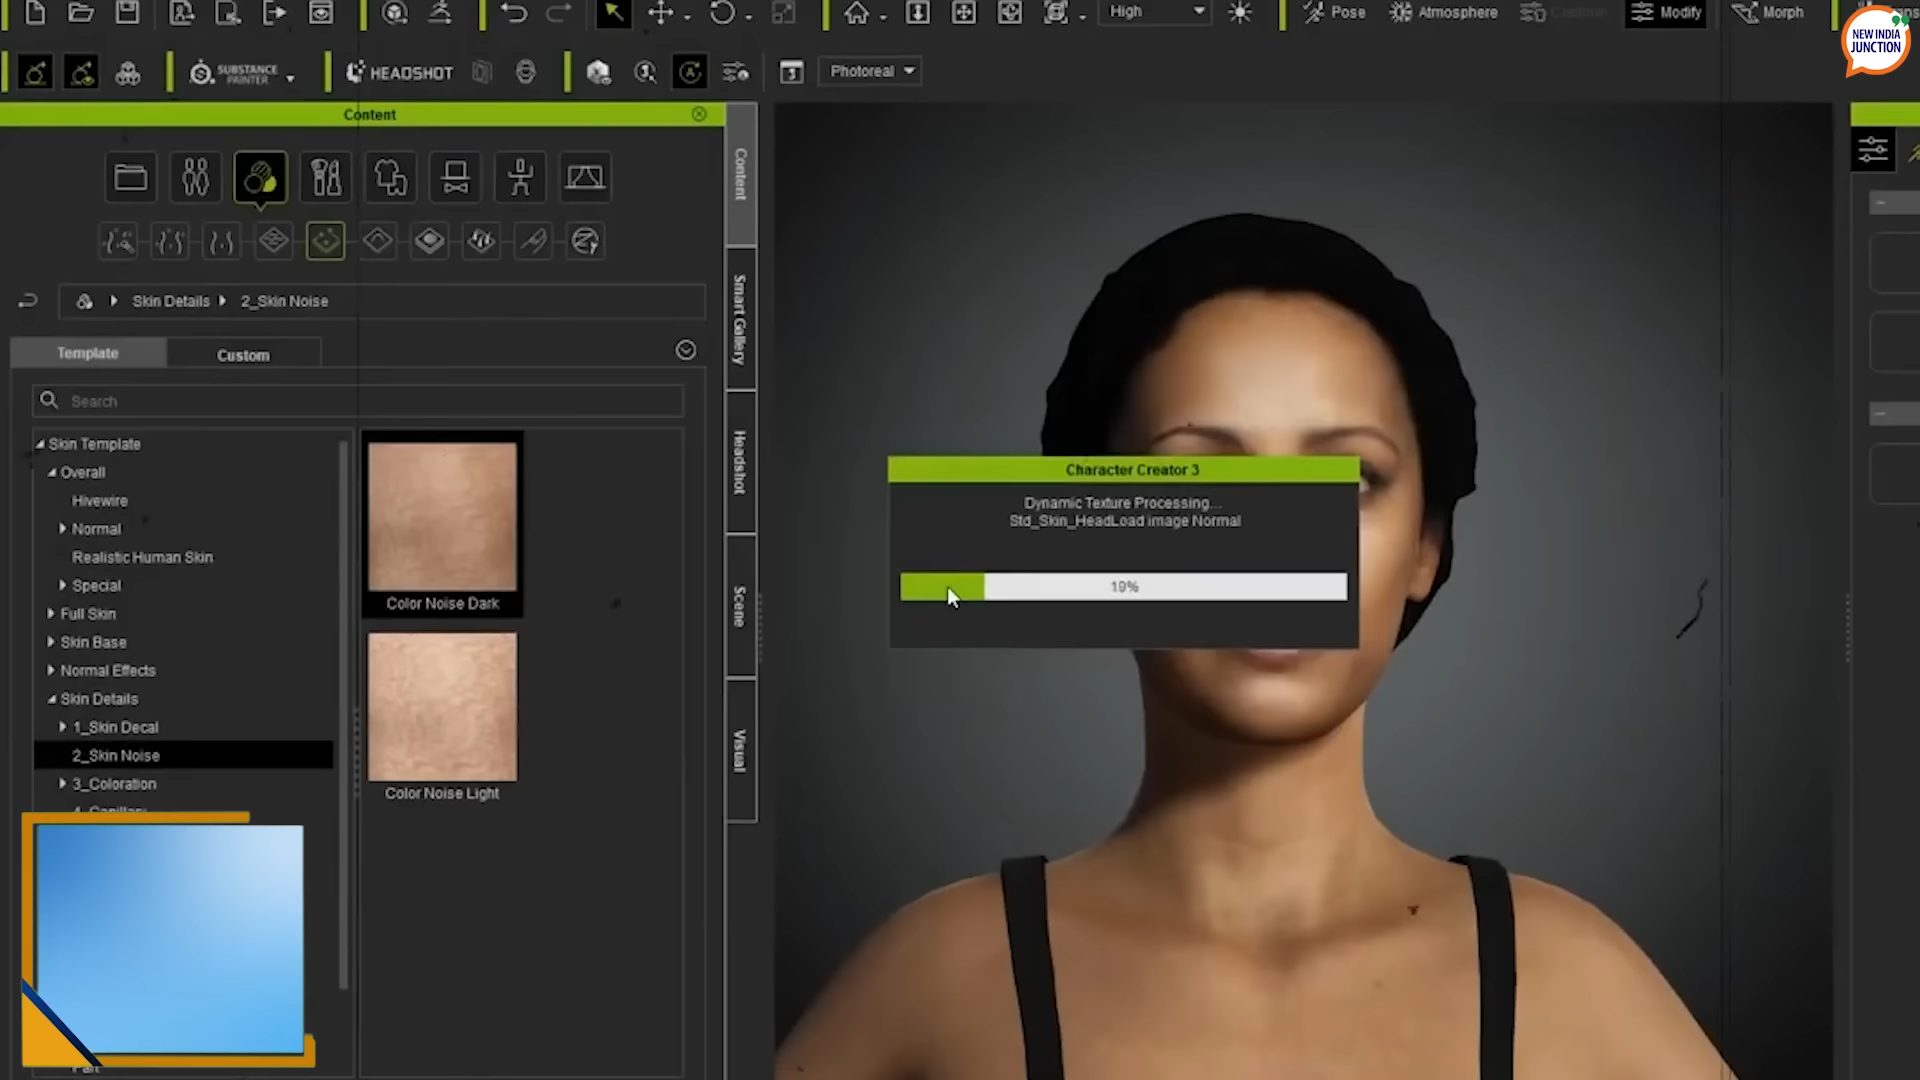 High
Pose
Atmosphere
Modify
Morph
NEW INDIA
JUNCTION
SUBSTANCE
PAINTER
HEADSHOT
Photoreal
Content
Content
Smart Gallery
Headshot
Scene
Visual
Skin Details
2_Skin Noise
Template
Custom
Search
Skin Template
Overall
Hivewire
Normal
Realistic Human Skin
Special
Full Skin
Skin Base
Normal Effects
Skin Details
1_Skin Decal
2_Skin Noise
3_Coloration
Color Noise Dark
Color Noise Light
Character Creator 3
Dynamic Texture Processing...
Std_Skin_HeadLoad image Normal